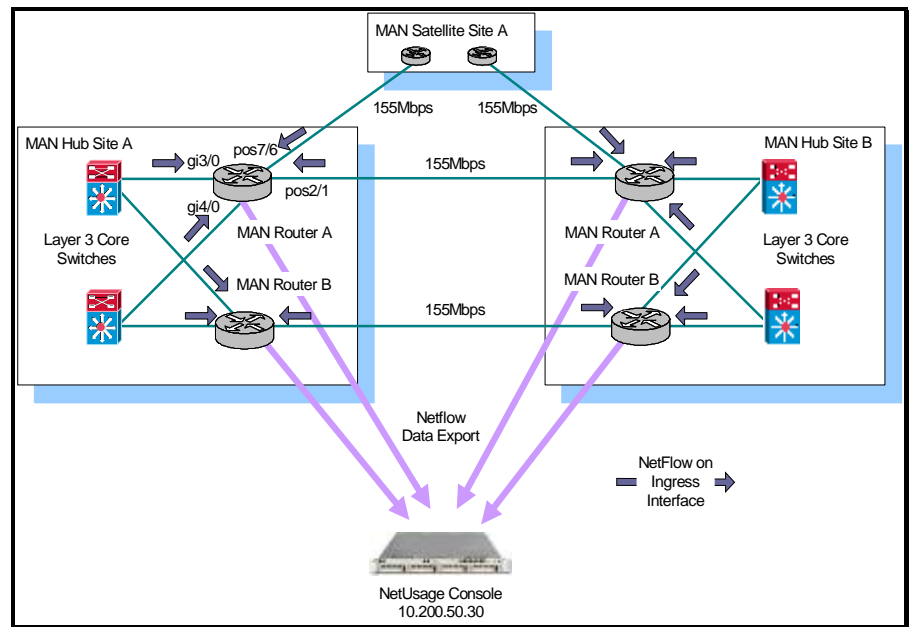 MAN Satellite Site A
155Mbps
155Mbps
MAN Hub Site A
MAN Hub Site B
gi3/0
pos7/6
155Mbps
pos2/1
gi4/0
MAN Router A
MAN Router A
Layer 3 Core
Switches
Layer 3 Core
Switches
MAN Router B
MAN Router B
155Mbps
Netflow
Data Export
NetFlow on
Ingress
Interface
NetUsage Console
10.200.50.30